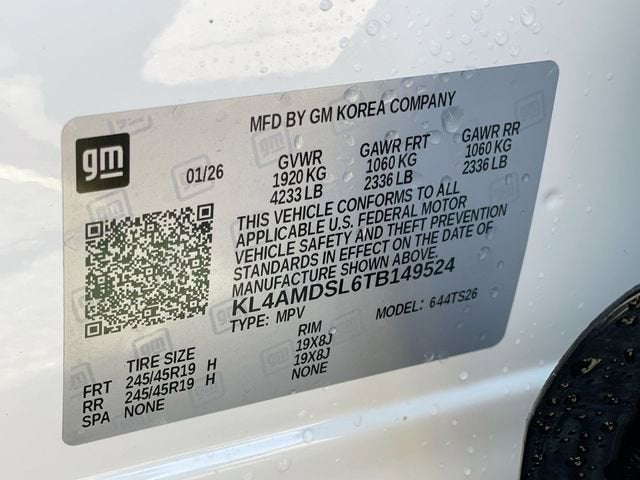 MFD BY GM KOREA COMPANY
gm
01/26
GVWR GAWR FRT GAWR RR
1920 KG 1060 KG 1060 KG
4233 LB 2336 LB 2336 LB
THIS VEHICLE CONFORMS TO ALL
APPLICABLE U.S. FEDERAL MOTOR
VEHICLE SAFETY AND THEFT PREVENTION
STANDARDS IN EFFECT ON THE DATE OF
MANUFACTURE SHOWN ABOVE.
KL4AMDSL6TB149524
TYPE: MPV MODEL: 644TS26
TIRE SIZE RIM
FRT 245/45R19 H 19X8J
RR 245/45R19 H 19X8J
SPA NONE NONE